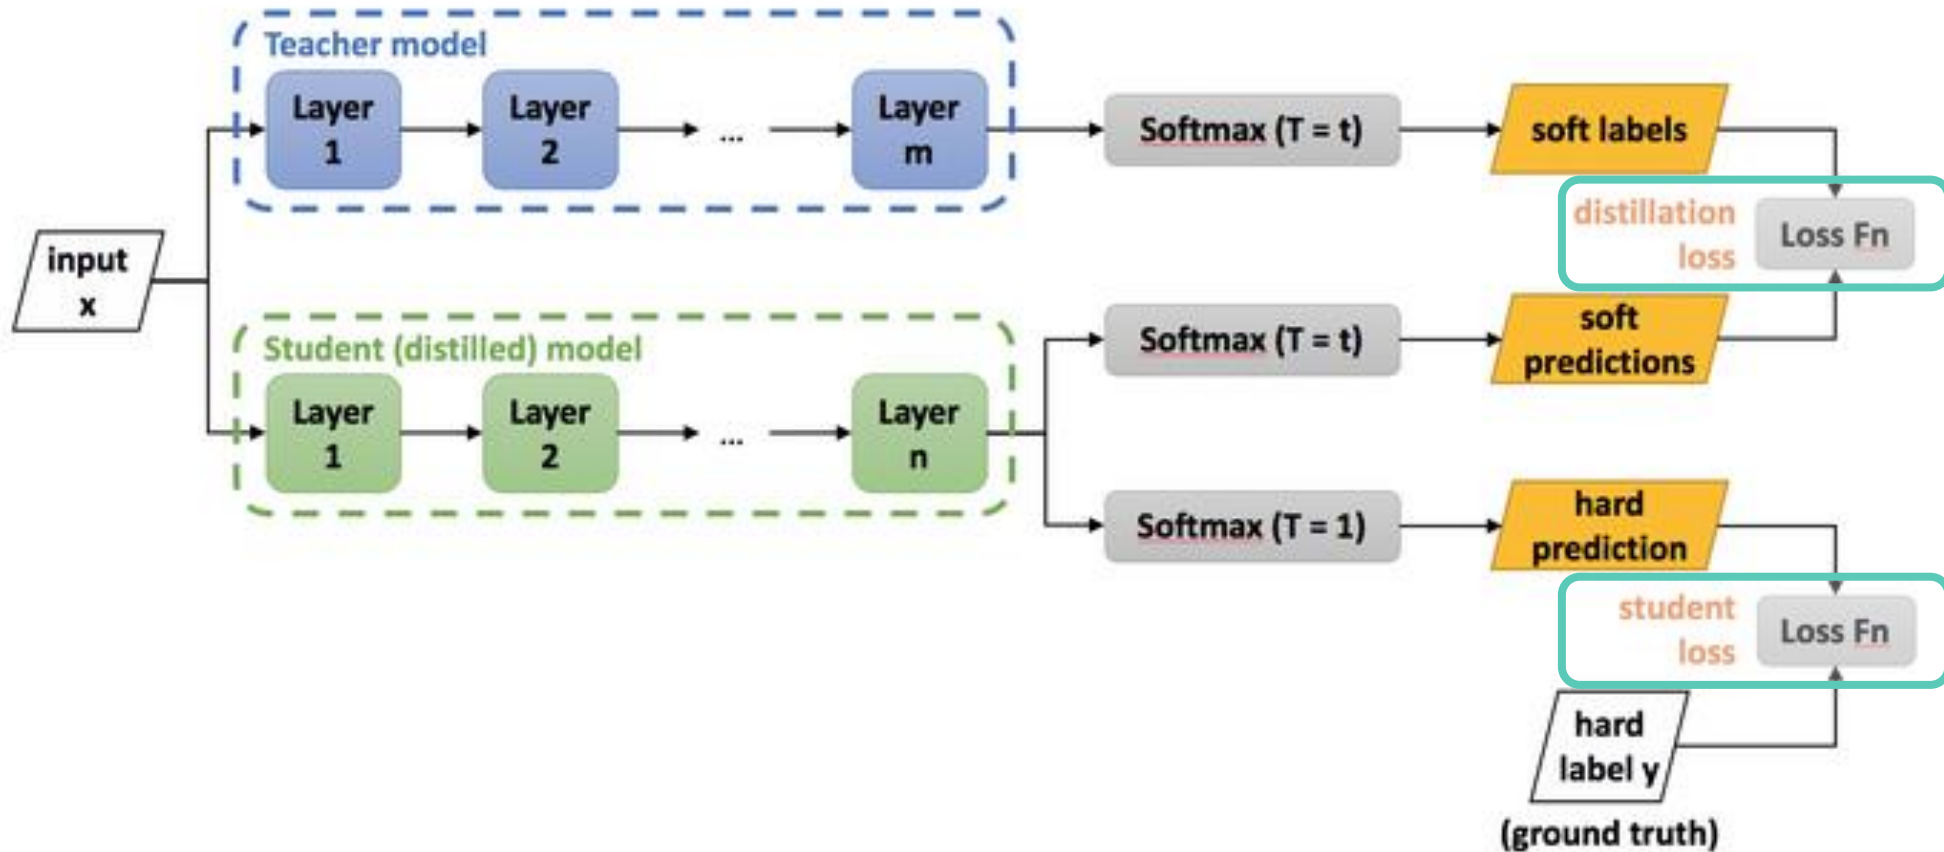 Teacher model
Layer
1
Layer
2
...
Layer
m
Softmax (T = t)
soft labels
distillation
loss
Loss Fn
input
x
Student (distilled) model
Layer
1
Layer
2
...
Layer
n
Softmax (T = t)
soft
predictions
Softmax (T = 1)
hard
prediction
student
loss
Loss Fn
hard
label y
(ground truth)